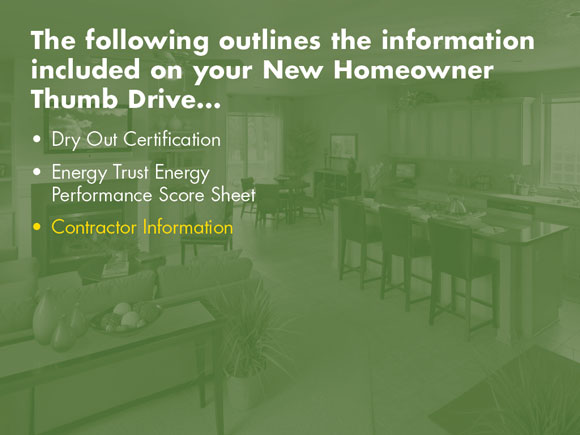 The following outlines the information
included on your New Homeowner
Thumb Drive...
• Dry Out Certification
• Energy Trust Energy
Performance Score Sheet
• Contractor Information